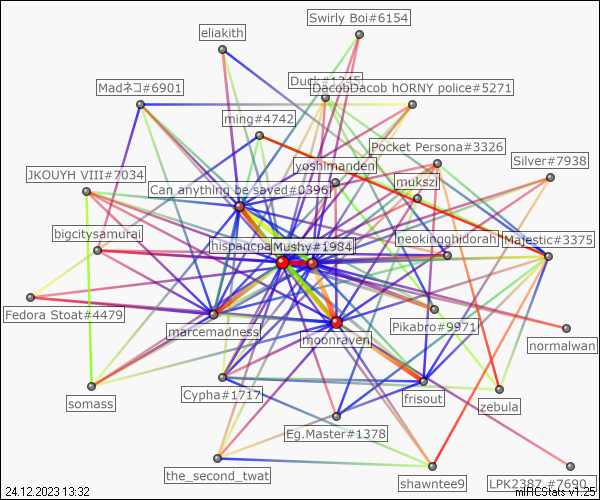 Swirly Boi#6154
eliakith
Duck#1245
Madネコ#6901
DacobDacob hORNY police#5271
ming#4742
Pocket Persona#3326
yoshimanden
Silver#7938
JKOUYH VIII#7034
mukszi
Can anything be saved#0396
bigcitysamurai
hispancpa
Mushy#1984
neokingghidorah
Majestic#3375
Fedora Stoat#4479
marcemadness
moonraven
Pikabro#9971
normalwan
somass
Cypha#1717
frisout
zebula
Eg.Master#1378
the_second_twat
shawntee9
LPK2387_#7690
24.12.2023 13:32
mIRCStats v1.25